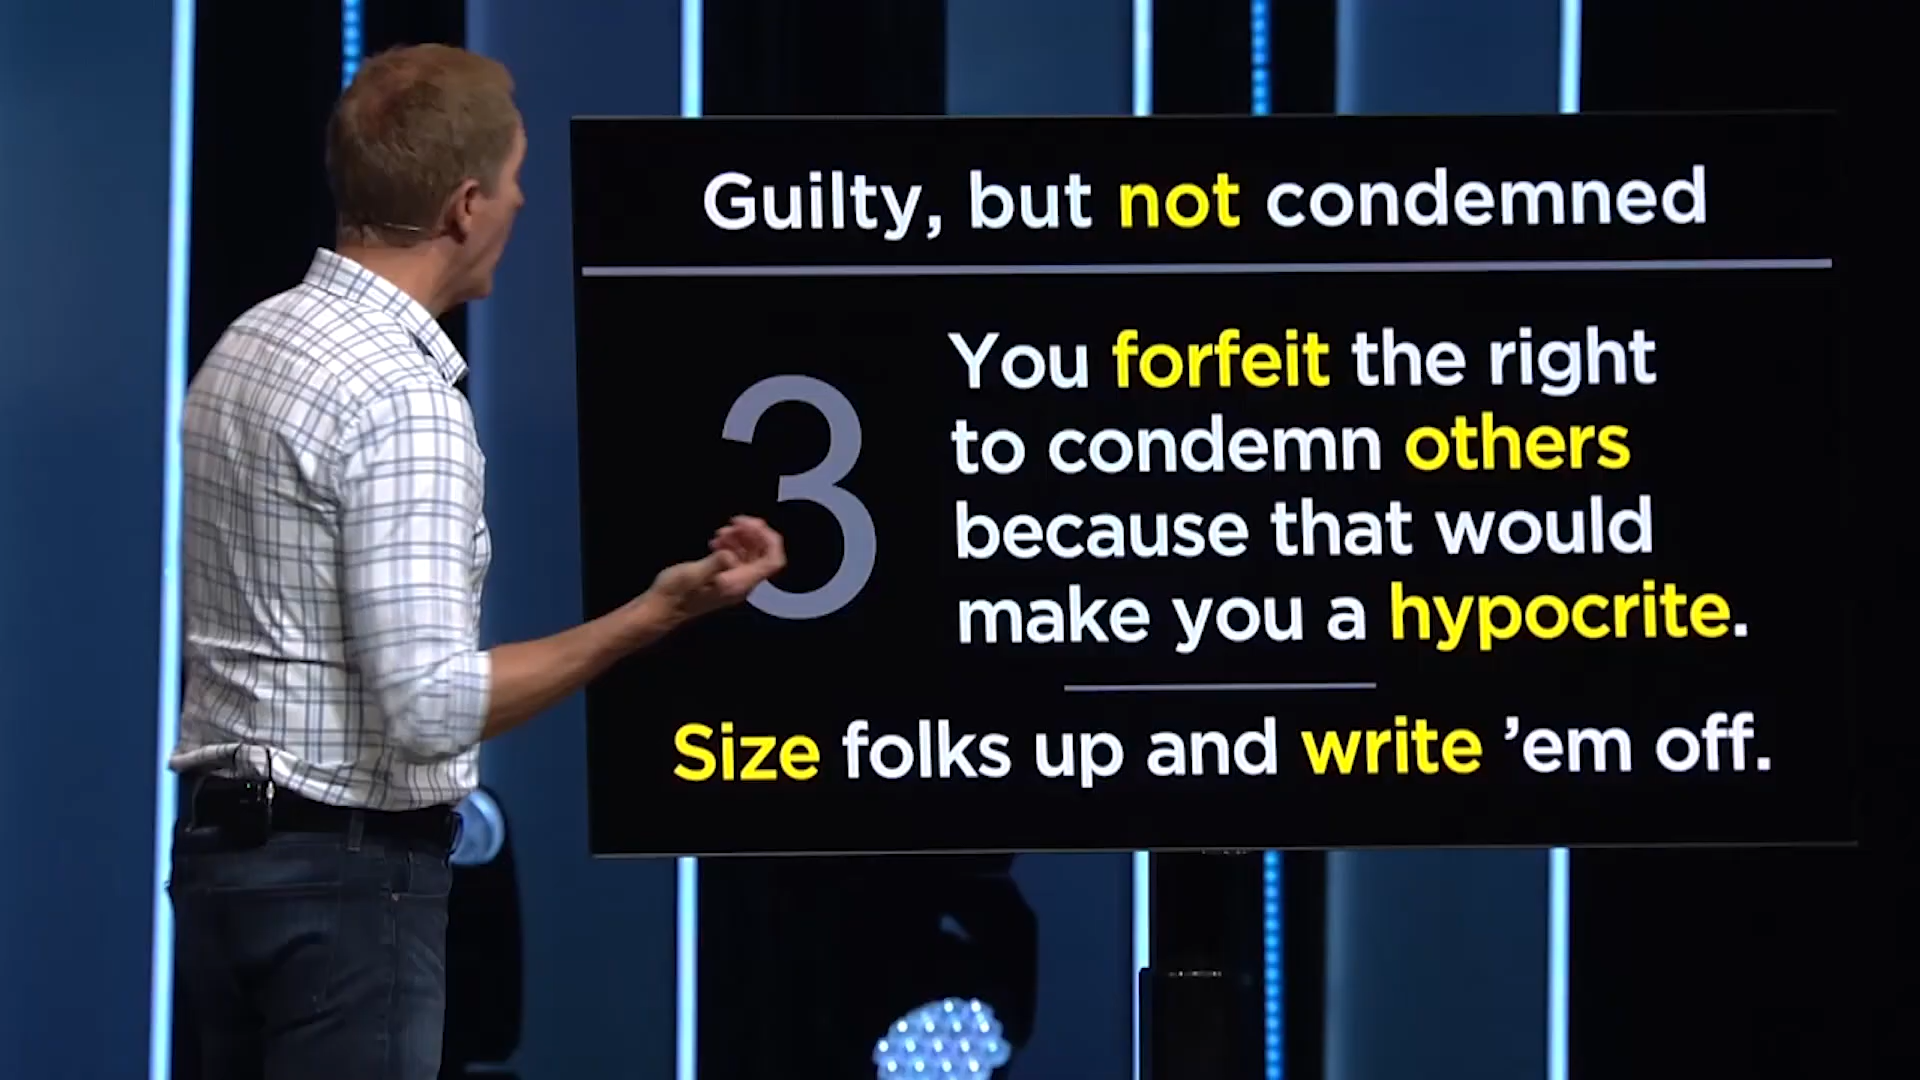 Guilty, but not condemned
3
You forfeit the right
to condemn others
because that would
make you a hypocrite.
Size folks up and write ’em off.